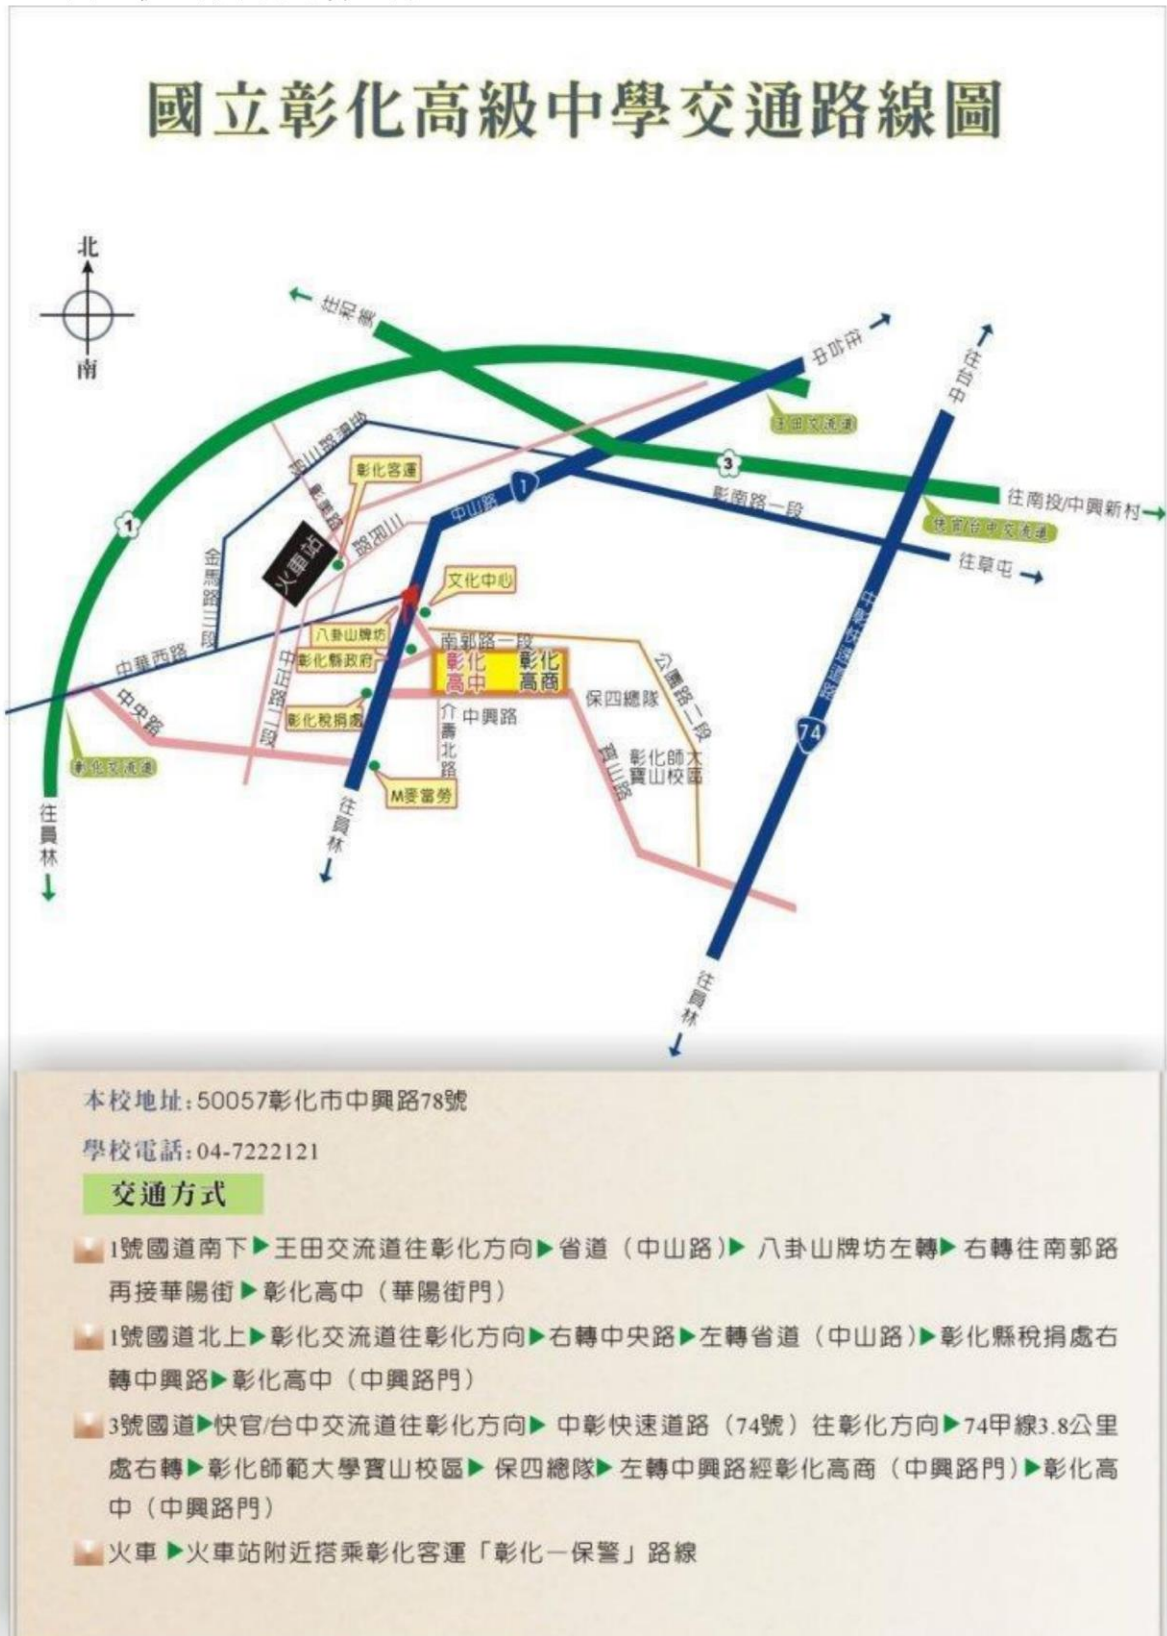 國立彰化高級中學交通路線圖
北
南
往和美
往台中
往台中
王田交流道
3
往南投/中興新村
快官台中交流道
彰南路一段
往草屯
1
中山路
1
彰化客運
彰美路
火車站
三民路
金馬路三段
文化中心
八卦山牌坊
南郭路一段
彰化縣政府
彰化高中
彰化高商
公園路二段
中彰快速道路
中華西路
中央路
保四總隊
彰化稅捐處
介壽北路
中興路
寶山路
彰化師大
寶山校區
74
彰化交流道
M麥當勞
往員林
往員林
往員林
本校地址:50057彰化市中興路78號
學校電話:04-7222121
交通方式
1號國道南下▶王田交流道往彰化方向▶省道（中山路）▶ 八卦山牌坊左轉▶右轉往南郭路
再接華陽街▶彰化高中（華陽街門）
1號國道北上▶彰化交流道往彰化方向▶右轉中央路▶左轉省道（中山路）▶彰化縣稅捐處右
轉中興路▶彰化高中（中興路門）
3號國道▶快官/台中交流道往彰化方向▶ 中彰快速道路（74號）往彰化方向▶74甲線3.8公里
處右轉▶彰化師範大學寶山校區▶ 保四總隊▶左轉中興路經彰化高商（中興路門）▶彰化高
中（中興路門）
火車 ▶火車站附近搭乘彰化客運「彰化—保警」路線